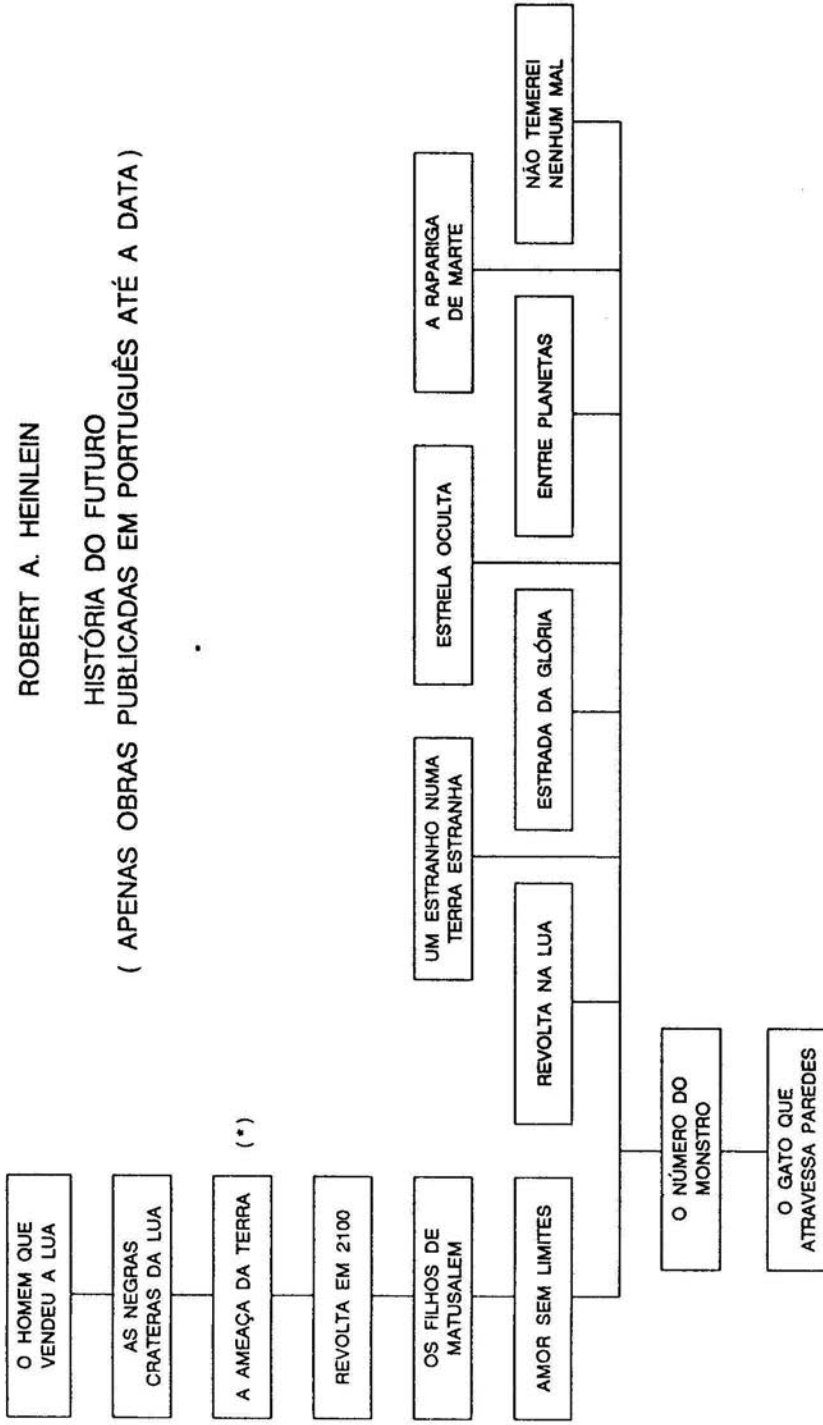 ROBERT A. HEINLEIN
HISTÓRIA DO FUTURO
( APENAS OBRAS PUBLICADAS EM PORTUGUÊS ATÉ A DATA )
O HOMEM QUE
VENDEU A LUA
AS NEGRAS
CRATERAS DA LUA
A AMEAÇA DA TERRA
(*)
REVOLTA EM 2100
OS FILHOS DE
MATUSALEM
AMOR SEM LIMITES
UM ESTRANHO NUMA
TERRA ESTRANHA
ESTRELA OCULTA
A RAPARIGA
DE MARTE
REVOLTA NA LUA
ESTRADA DA GLÓRIA
ENTRE PLANETAS
NÃO TEMEREI
NENHUM MAL
O NÚMERO DO
MONSTRO
O GATO QUE
ATRAVESSA PAREDES